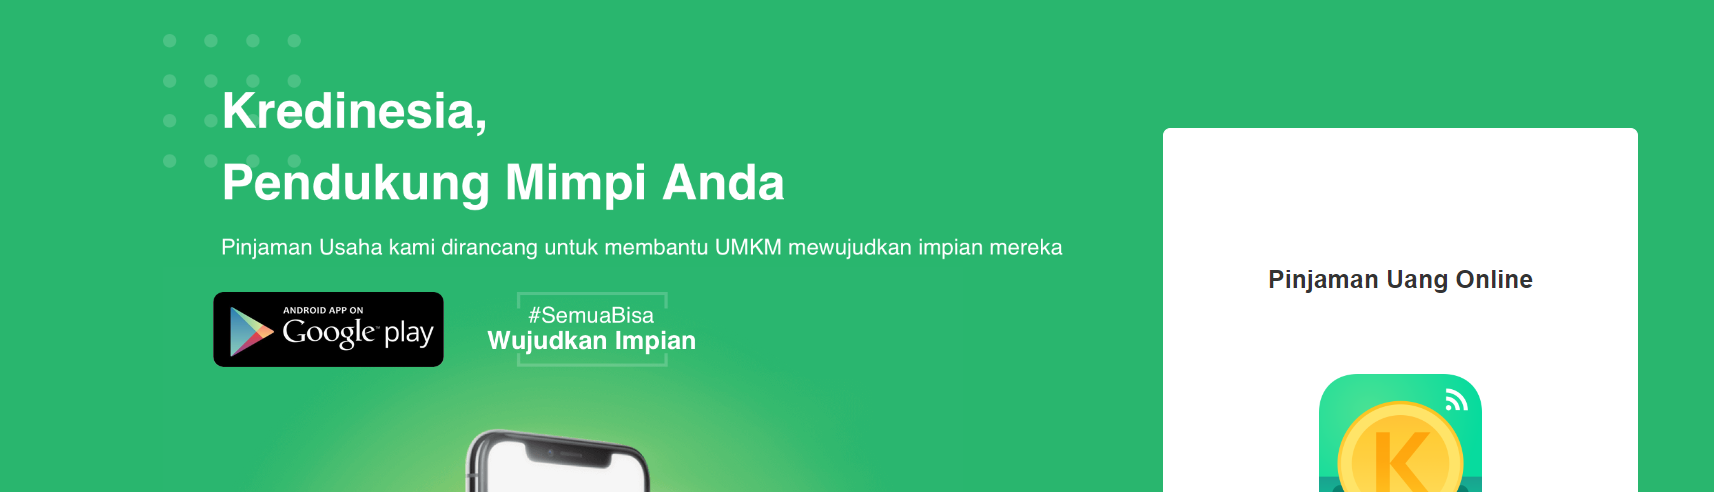 Kredinesia,
Pendukung Mimpi Anda
Pinjaman Usaha kami dirancang untuk membantu UMKM mewujudkan impian mereka
ANDROID APP ON
Google play
#SemuaBisa
Wujudkan Impian
Pinjaman Uang Online
K